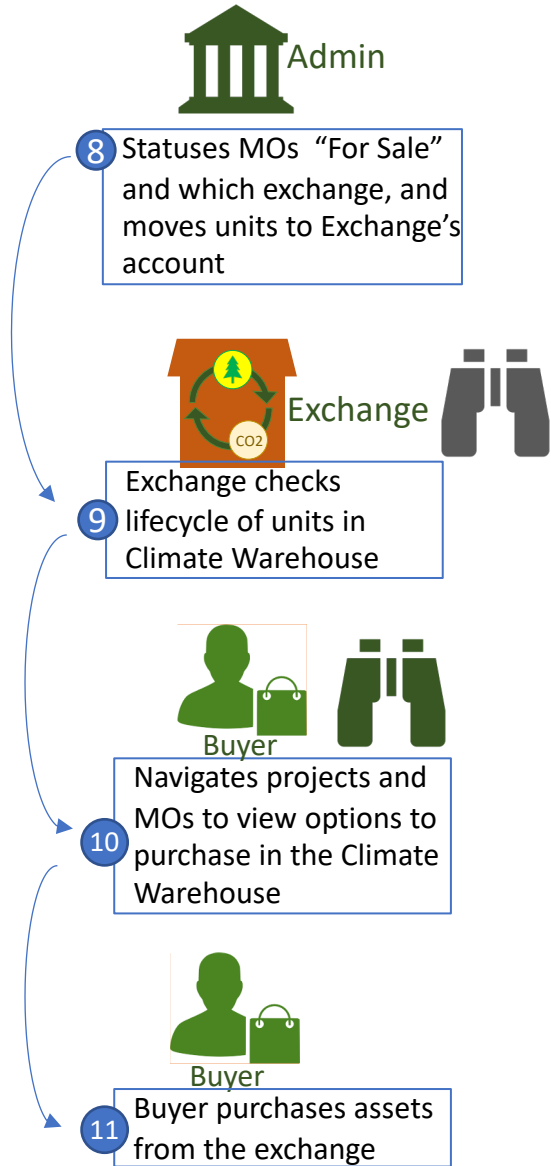 Admin
8 Statuses MOs “For Sale”
and which exchange, and
moves units to Exchange’s
account
CO2
Exchange
Exchange checks
9 lifecycle of units in
Climate Warehouse
Buyer
Navigates projects and
MOs to view options to
10 purchase in the Climate
Warehouse
Buyer
11 Buyer purchases assets
from the exchange